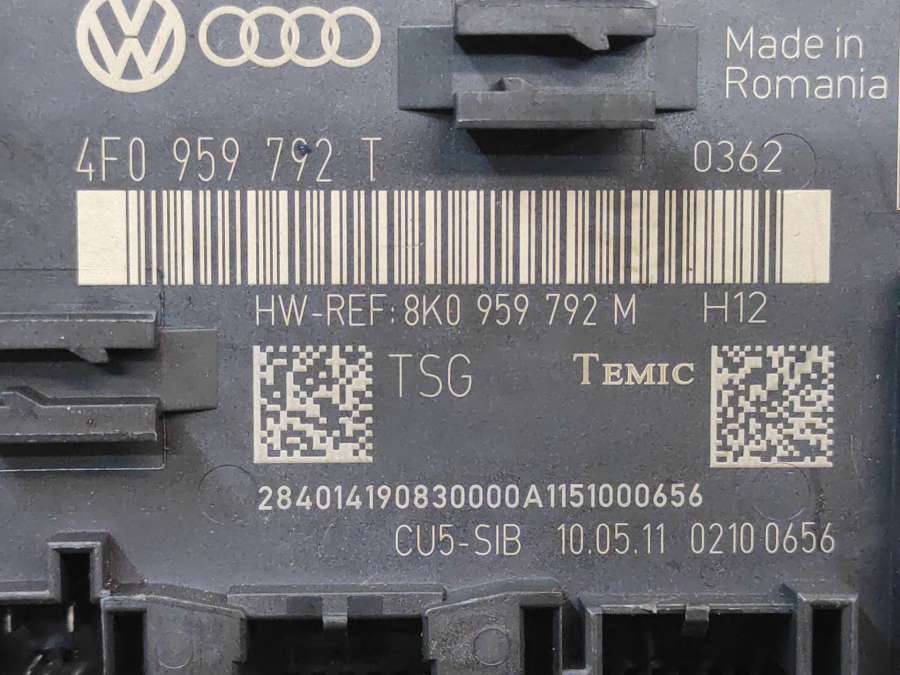 Made in
Romania
4F0 959 792 T 0362
HW-REF: 8K0 959 792 M H12
TSG TEMIC
284014190830000A1151000656
CU5-SIB 10.05.11 0210 0656